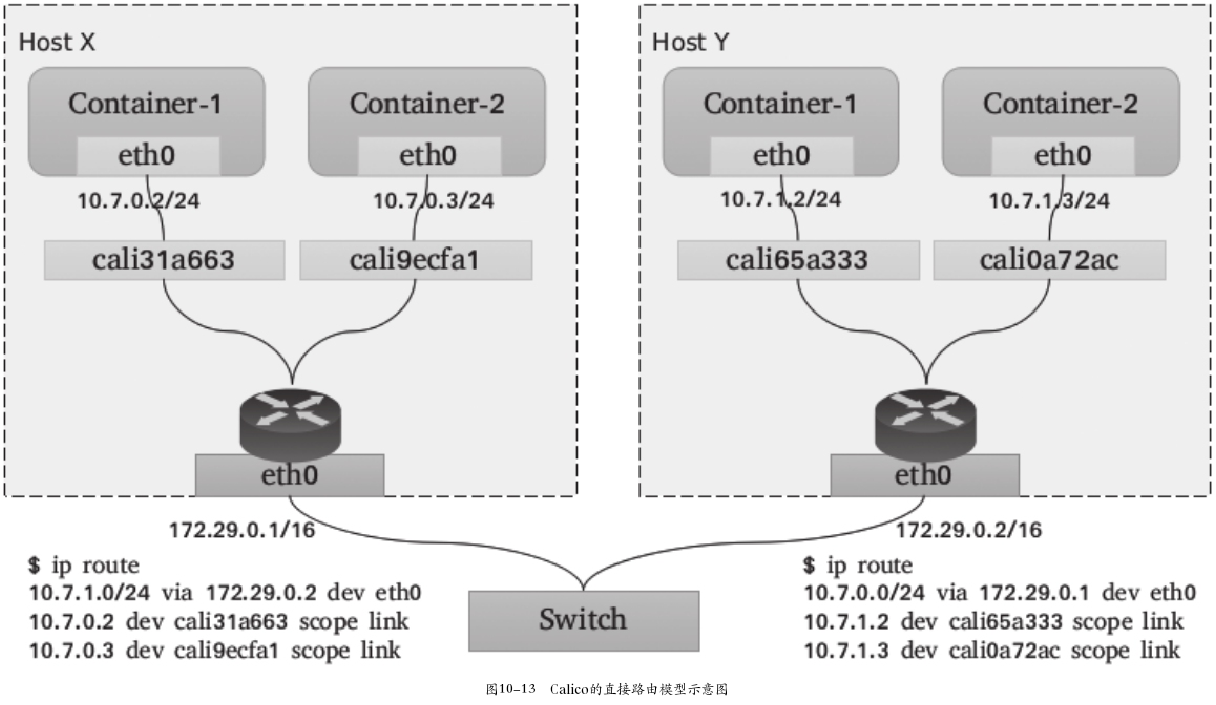 Host X
Container-1
Container-2
eth0
eth0
10.7.0.2/24
10.7.0.3/24
cali31a663
cali9ecfa1
eth0
172.29.0.1/16
$ ip route
10.7.1.0/24 via 172.29.0.2 dev eth0
10.7.0.2 dev cali31a663 scope link
10.7.0.3 dev cali9ecfa1 scope link
Host Y
Container-1
Container-2
eth0
eth0
10.7.1.2/24
10.7.1.3/24
cali65a333
cali0a72ac
eth0
172.29.0.2/16
$ ip route
10.7.0.0/24 via 172.29.0.1 dev eth0
10.7.1.2 dev cali65a333 scope link
10.7.1.3 dev cali0a72ac scope link
Switch
图10-13 Calico的直接路由模型示意图